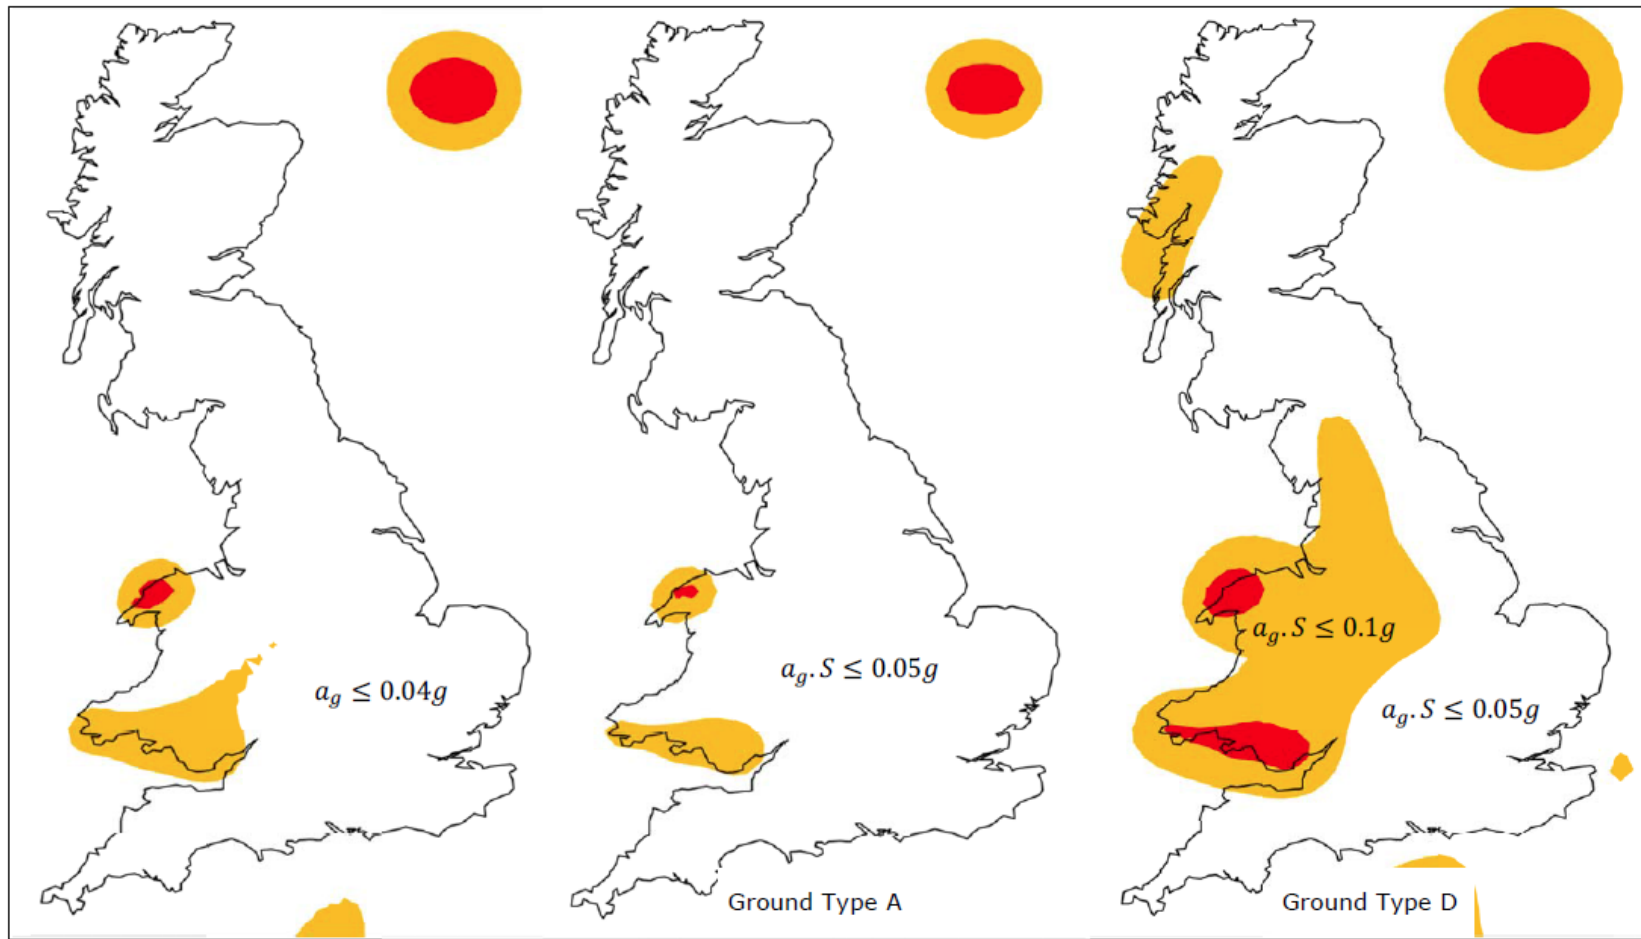 a_g ≤ 0.04g
a_g. S ≤ 0.05g
a_g. S ≤ 0.1g
a_g. S ≤ 0.05g
Ground Type A
Ground Type D